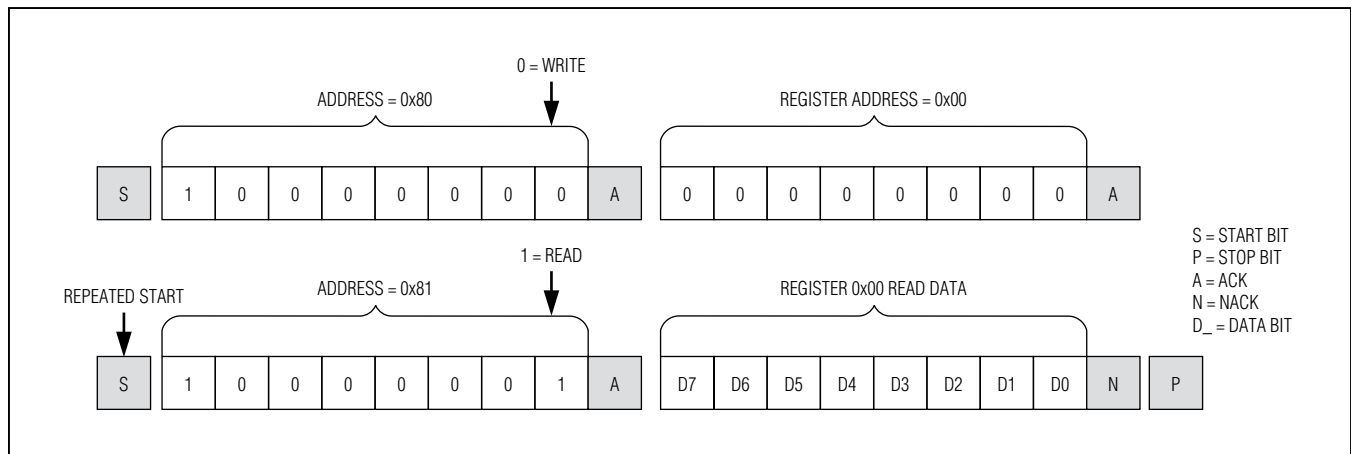 0 = WRITE
ADDRESS = 0x80 REGISTER ADDRESS = 0x00
S 1 0 0 0 0 0 0 0 A 0 0 0 0 0 0 0 0 A
1 = READ
REPEATED START ADDRESS = 0x81 REGISTER 0x00 READ DATA
S 1 0 0 0 0 0 0 1 A D7 D6 D5 D4 D3 D2 D1 D0 N P
S = START BIT
P = STOP BIT
A = ACK
N = NACK
D_ = DATA BIT